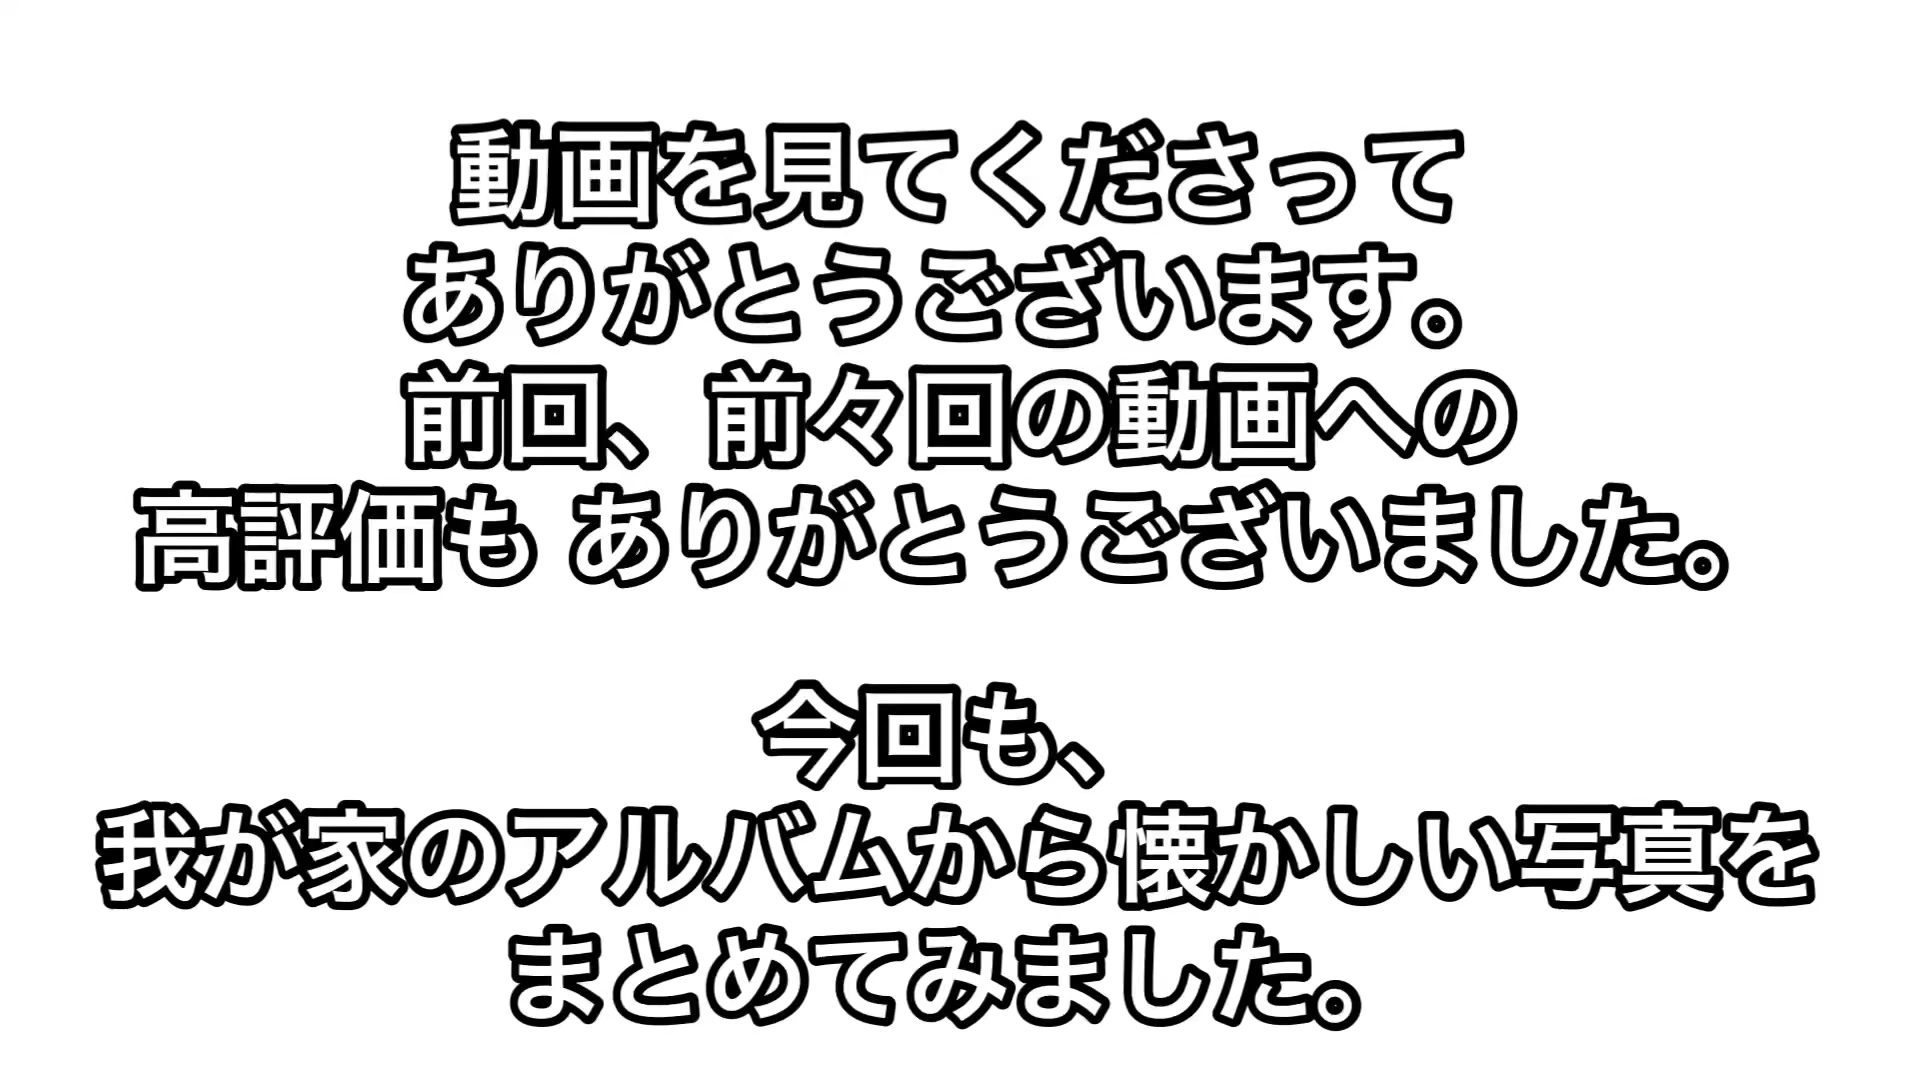 動画を見てくださって
ありがとうございます。
前回、前々回の動画への
高評価も ありがとうございました。
今回も、
我が家のアルバムから懐かしい写真を
まとめてみました。